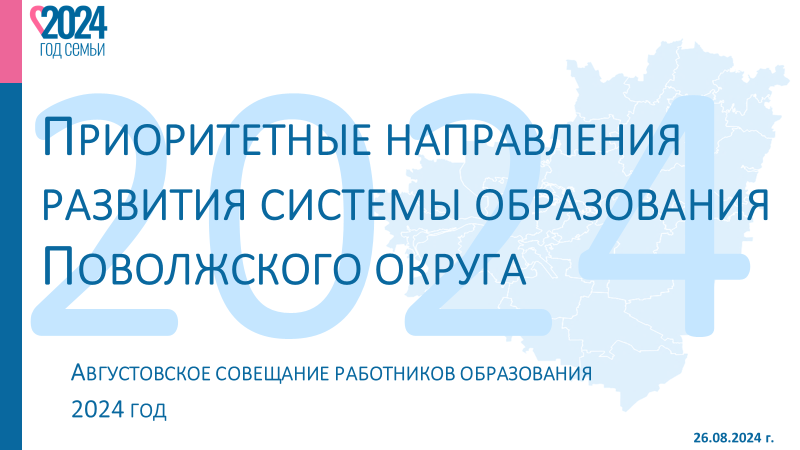 2024
ГОД СЕМЬИ
2024
ПРИОРИТЕТНЫЕ НАПРАВЛЕНИЯ
РАЗВИТИЯ СИСТЕМЫ ОБРАЗОВАНИЯ
ПОВОЛЖСКОГО ОКРУГА
АВГУСТОВСКОЕ СОВЕЩАНИЕ РАБОТНИКОВ ОБРАЗОВАНИЯ
2024 ГОД
26.08.2024 г.